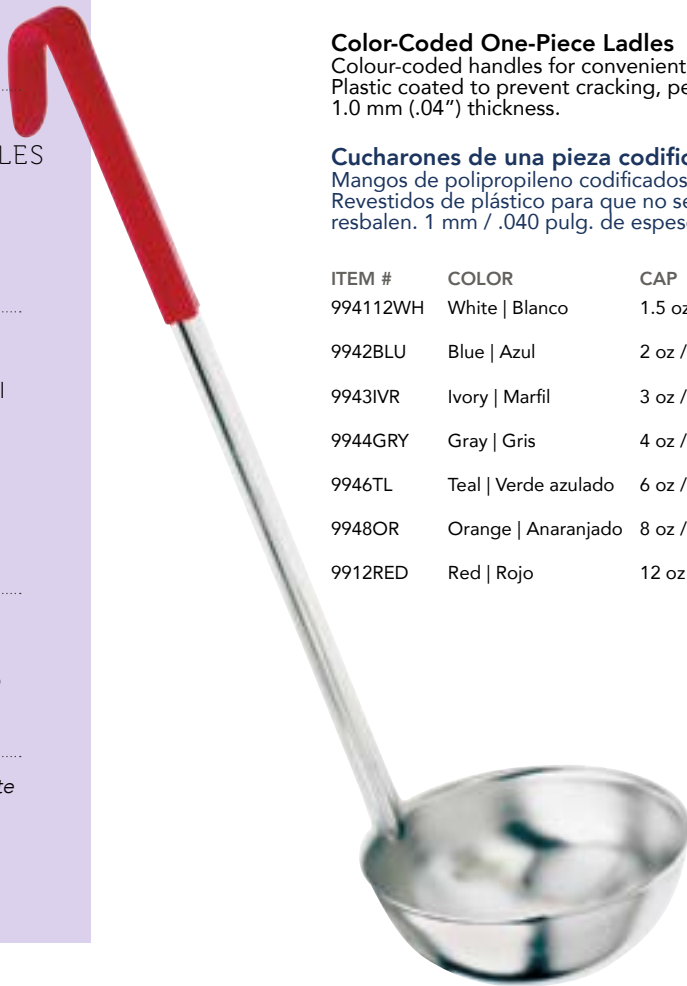 LES
Color-Coded One-Piece Ladles
Colour-coded handles for convenient
Plastic coated to prevent cracking,
1.0 mm (.04”) thickness.
Cucharones de una pieza
Mangos de polipropileno codificados
Revestidos de plástico para que no
resbalen. 1 mm / .040 pulg. de
ITEM # COLOR CAP
994112WH White | Blanco 1.5 oz
9942BLU Blue | Azul 2 oz /
9943IVR Ivory | Marfil 3 oz /
9944GRY Gray | Gris 4 oz /
9946TL Teal | Verde azulado 6 oz /
9948OR Orange | Anaranjado 8 oz /
9912RED Red | Rojo 12 oz